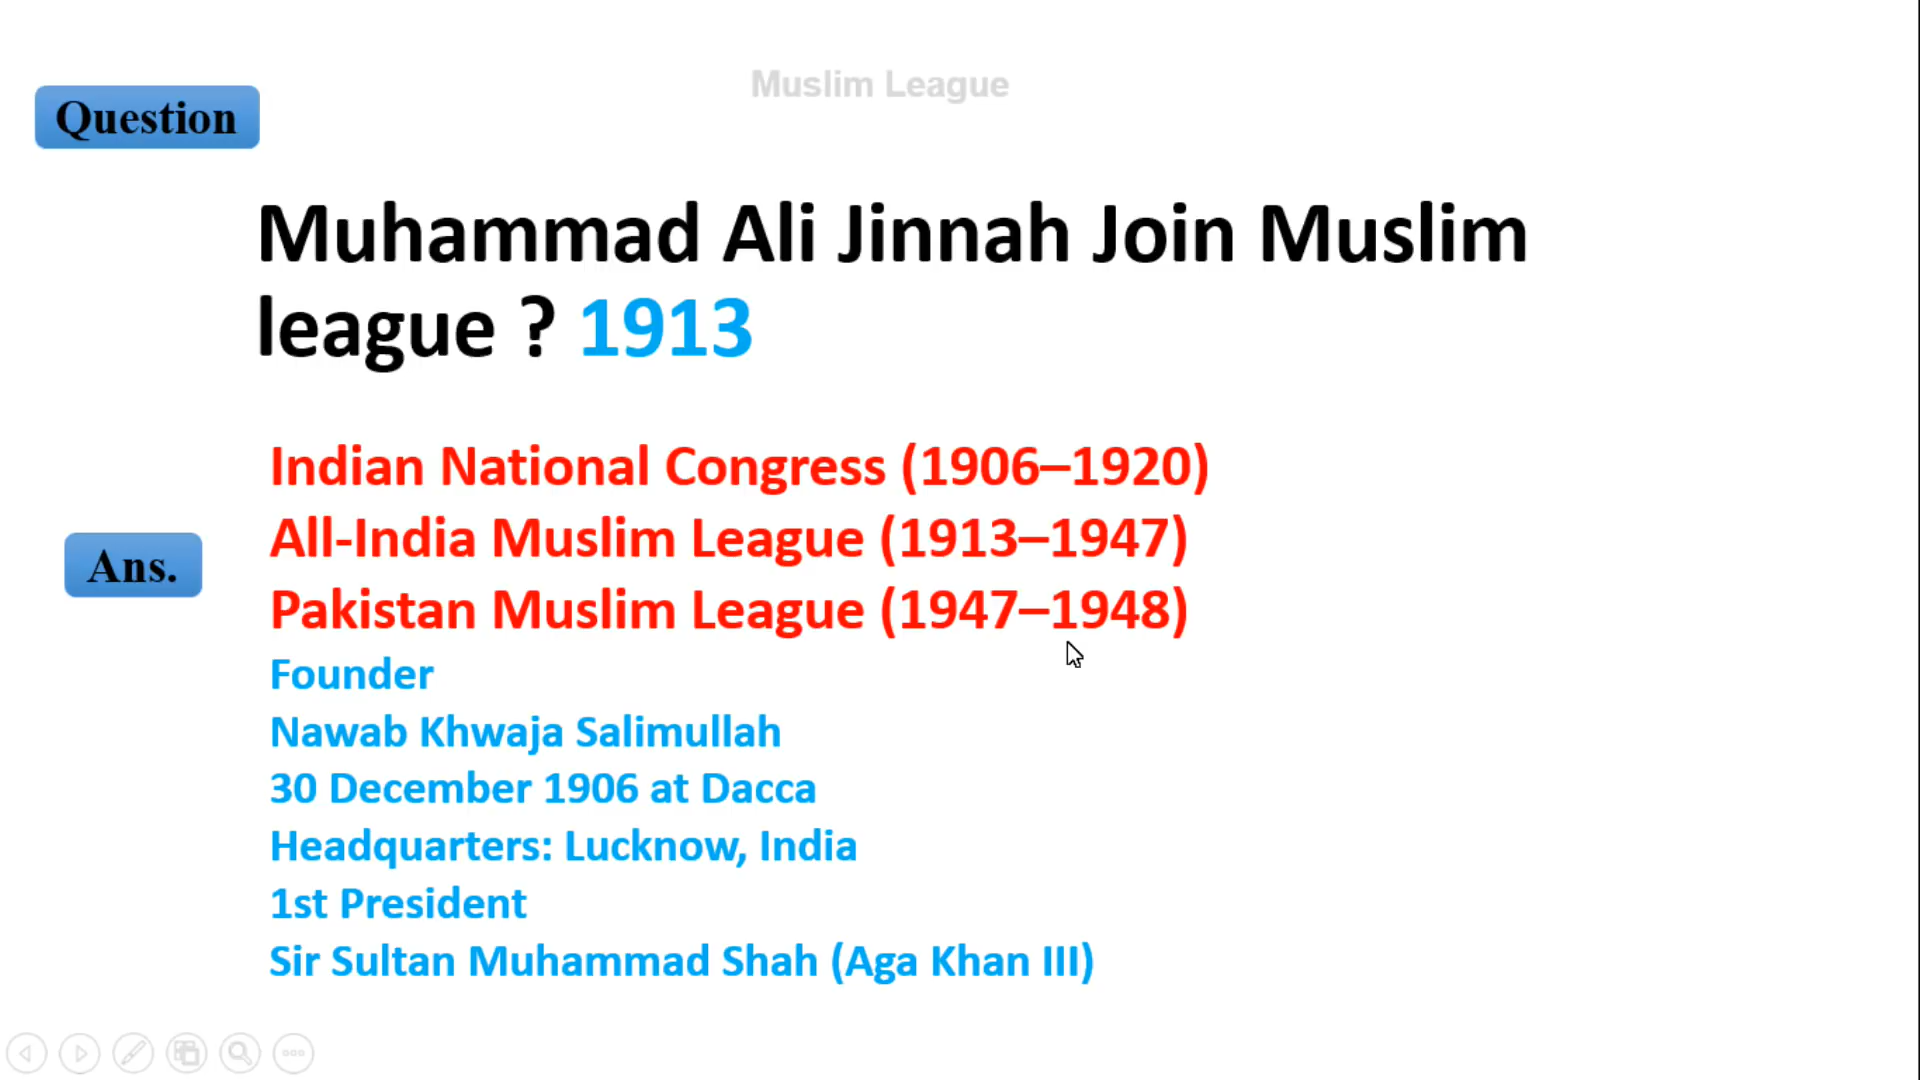 Muslim League
Question
Muhammad Ali Jinnah Join Muslim
league ? 1913
Indian National Congress (1906–1920)
All-India Muslim League (1913–1947)
Ans.
Pakistan Muslim League (1947–1948)
Founder
Nawab Khwaja Salimullah
30 December 1906 at Dacca
Headquarters: Lucknow, India
1st President
Sir Sultan Muhammad Shah (Aga Khan III)